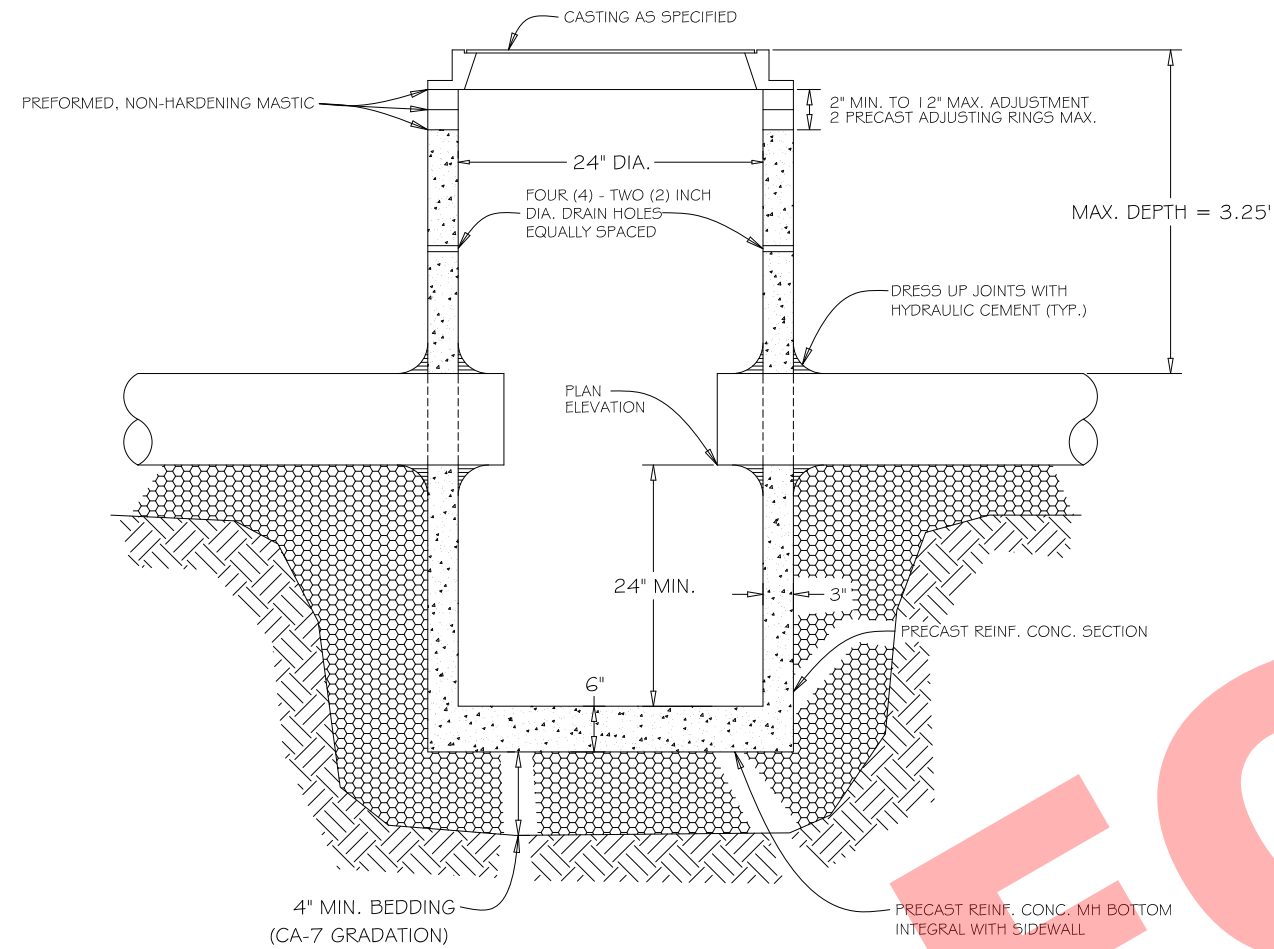 CASTING AS SPECIFIED
PREFORMED, NON-HARDENING MASTIC
2" MIN. TO 12" MAX. ADJUSTMENT
2 PRECAST ADJUSTING RINGS MAX.
24" DIA.
FOUR (4) - TWO (2) INCH
DIA. DRAIN HOLES
EQUALLY SPACED
MAX. DEPTH = 3.25'
DRESS UP JOINTS WITH
HYDRAULIC CEMENT (TYP.)
PLAN
ELEVATION
24" MIN.
3"
PRECAST REINF. CONC. SECTION
6"
4" MIN. BEDDING
(CA-7 GRADATION)
PRECAST REINF. CONC. MH BOTTOM
INTEGRAL WITH SIDEWALL